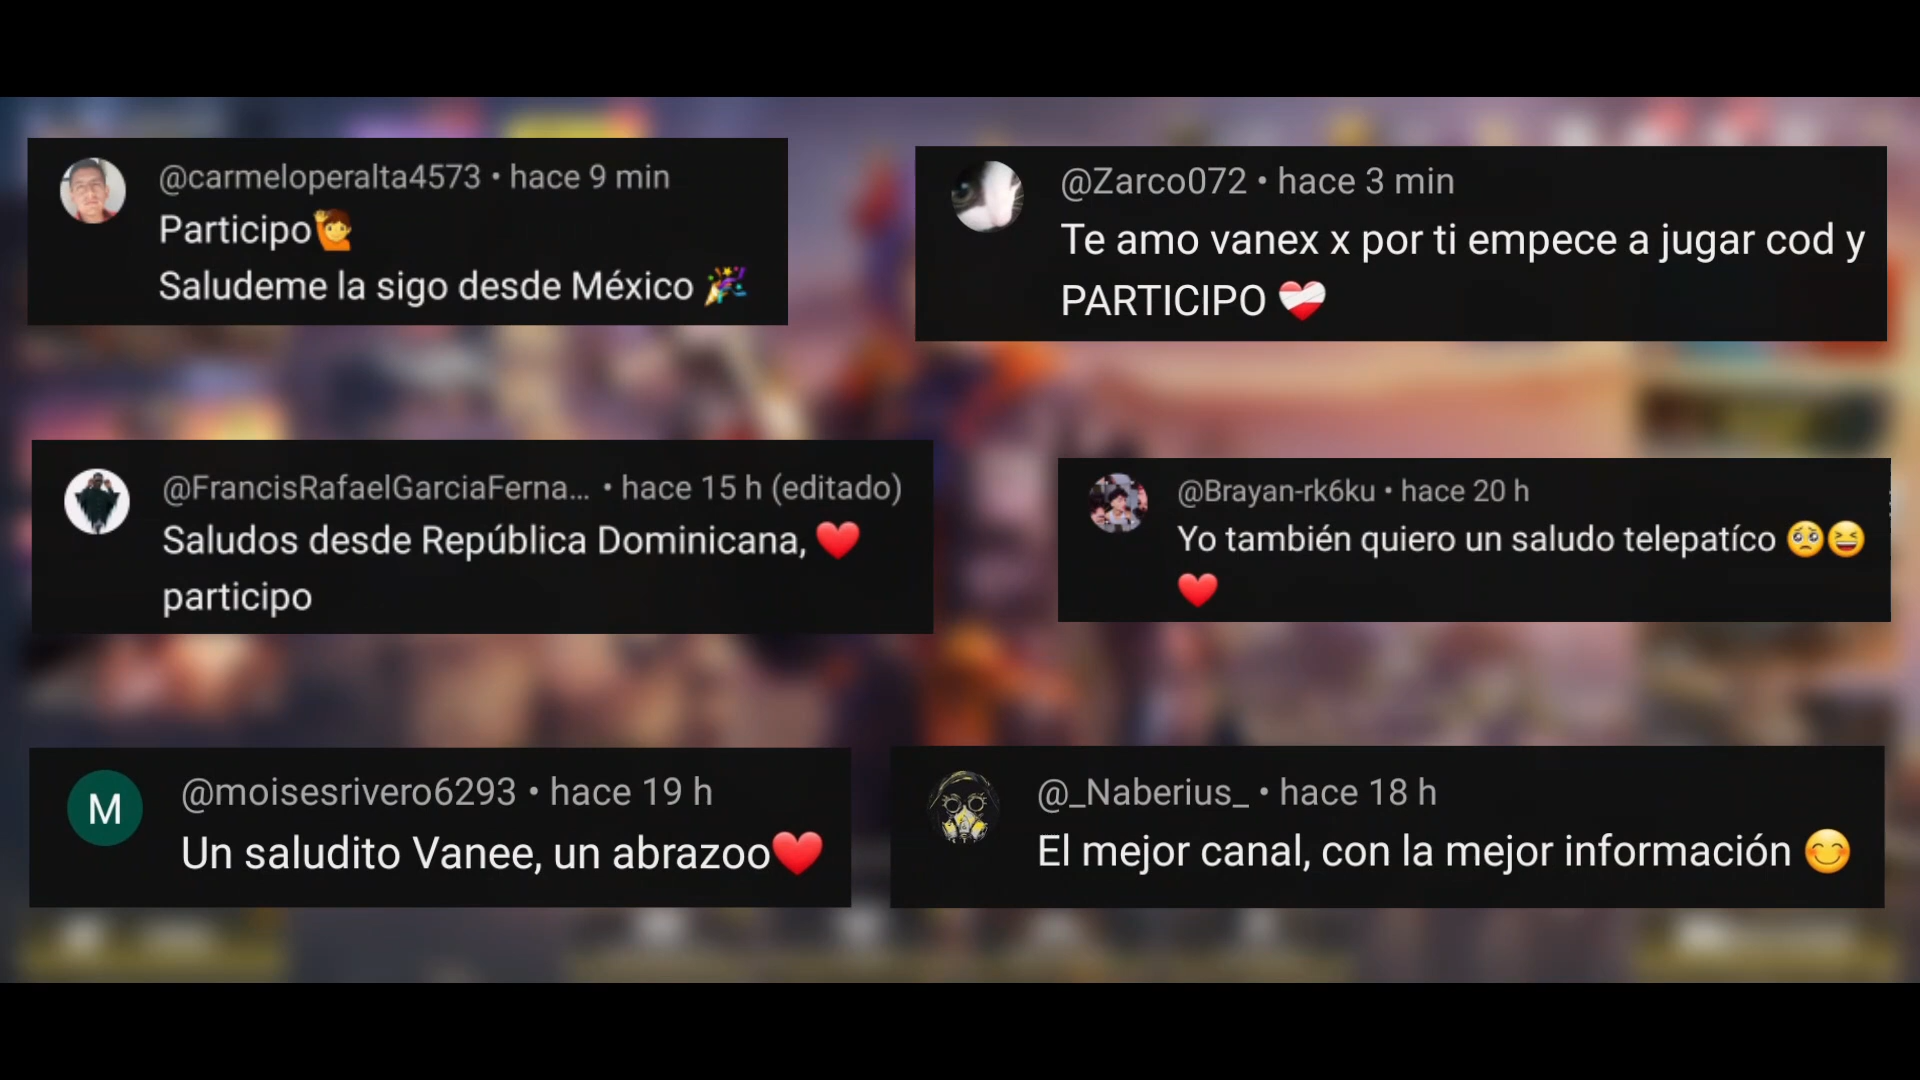 @carmeloperalta4573 • hace 9 min
Participo🙋
Saludeme la sigo desde México 🎉
@Zarco072 • hace 3 min
Te amo vanex x por ti empece a jugar cod y
PARTICIPO ❤️‍🩹
@FrancisRafaelGarciaFerna... • hace 15 h (editado)
Saludos desde República Dominicana, ❤️
participo
@Brayan-rk6ku • hace 20 h
Yo también quiero un saludo telepatíco 🥺😆
❤️
M
@moisesrivero6293 • hace 19 h
Un saludito Vanee, un abrazoo❤️
@_Naberius_ • hace 18 h
El mejor canal, con la mejor información 😊